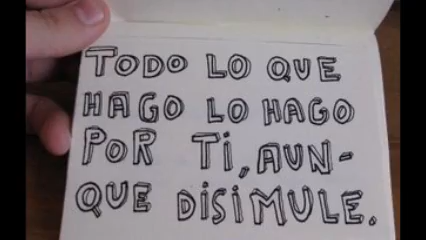 TODO LO QUE
HAGO LO HAGO
POR Ti, AUN-
QUE DiSiMULE.